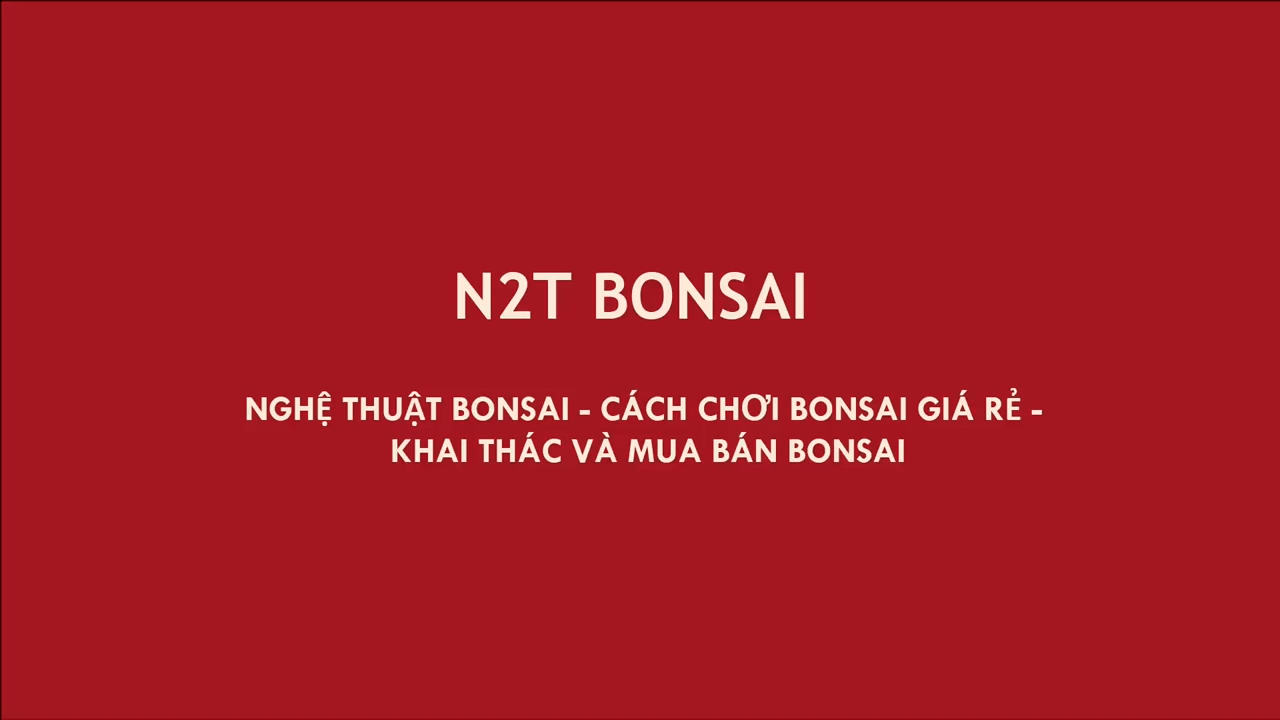 N2T BONSAI
NGHỆ THUẬT BONSAI - CÁCH CHƠI BONSAI GIÁ RẺ -
KHAI THÁC VÀ MUA BÁN BONSAI